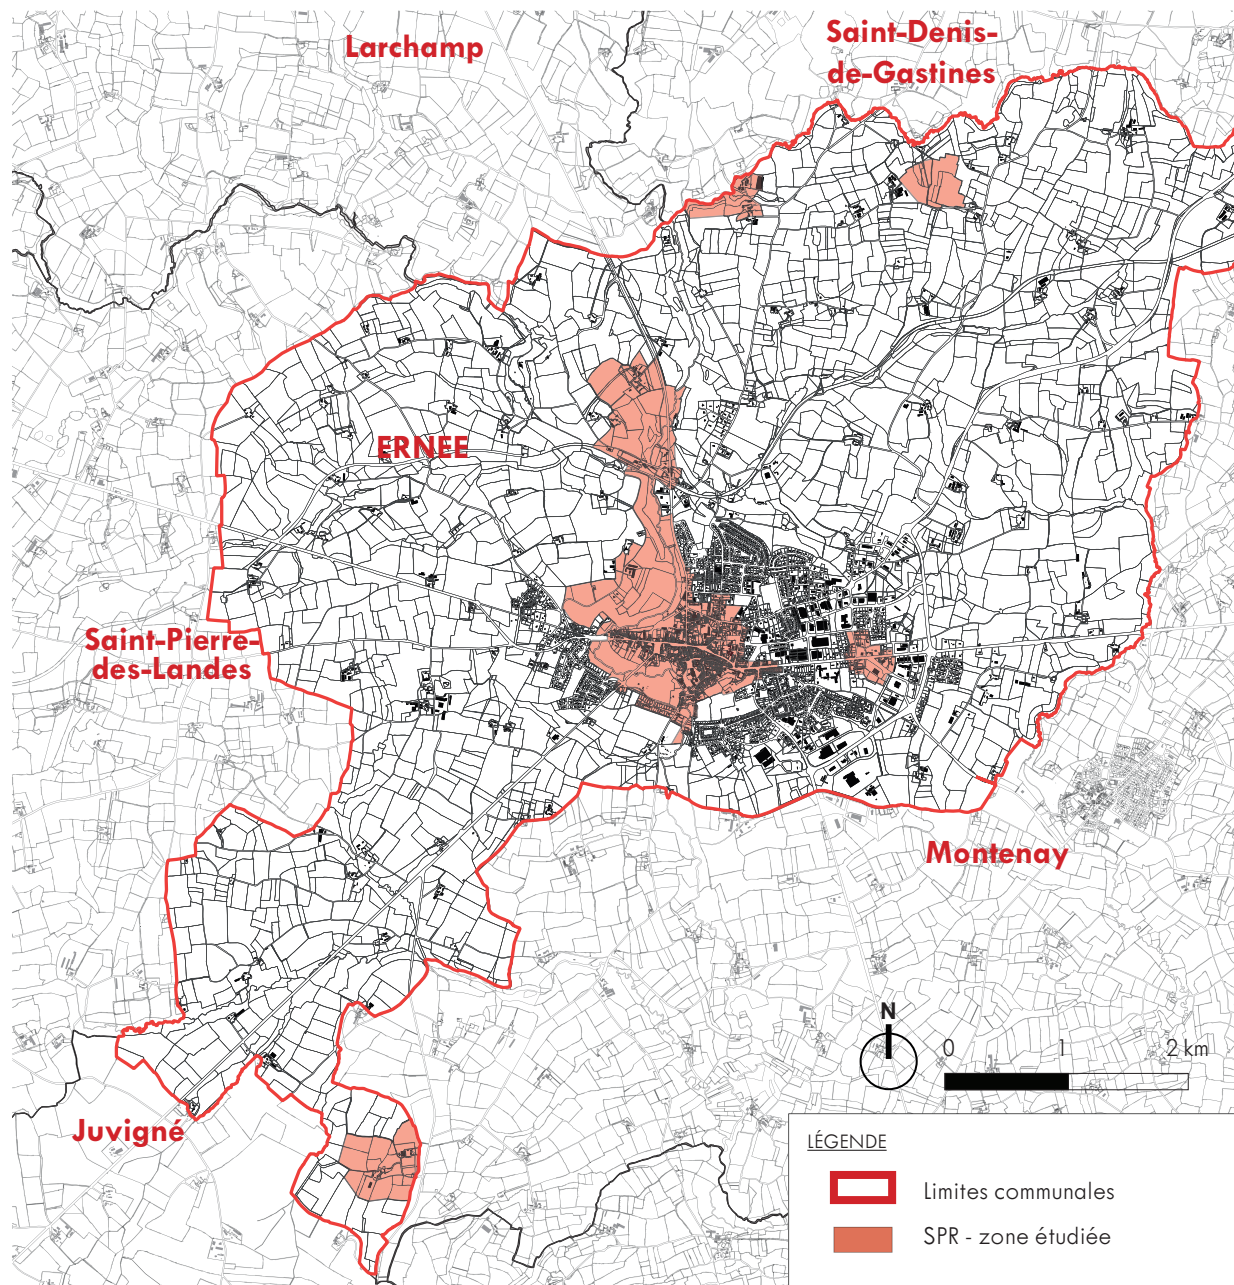 Larchamp
Saint-Denis-
de-Gastines
ERNEE
Saint-Pierre-
des-Landes
Montenay
Juvigné
N
0 1 2 km
LÉGENDE
Limites communales
SPR - zone étudiée